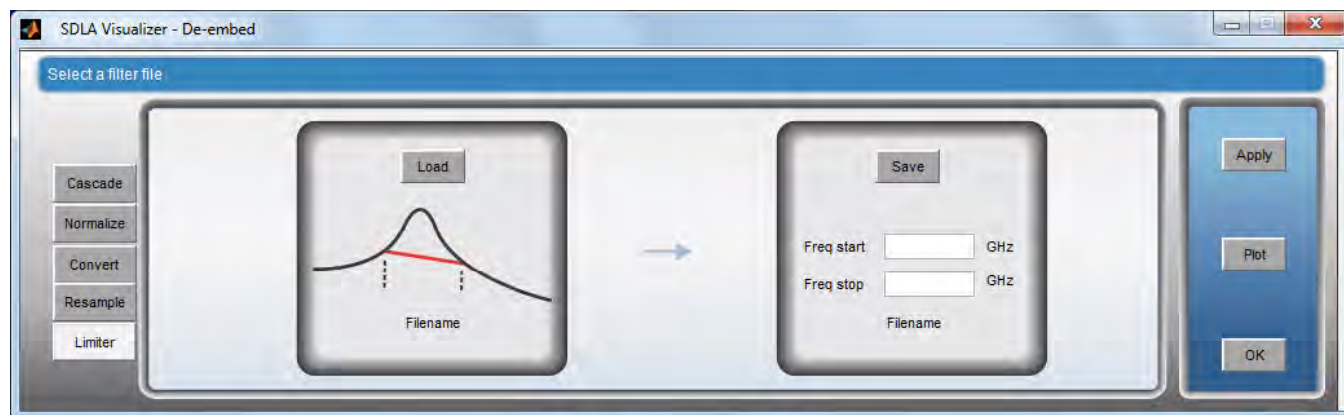 SDLA Visualizer - De-embed
Select a filter file
Cascade
Normalize
Convert
Resample
Limiter
Load
Filename
Save
Freq start GHz
Freq stop GHz
Filename
Apply
Plot
OK